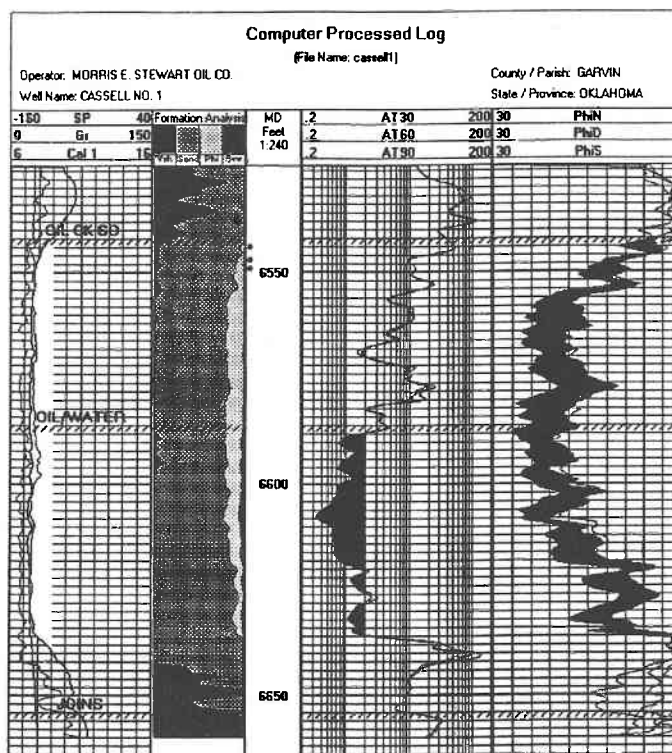 Computer Processed Log
(File Name: cassell1)
Operator: MORRIS E. STEWART OIL CO.
County / Parish: GARVIN
Well Name: CASSELL NO. 1
State / Province: OKLAHOMA
-160 SP 40 Formation Analysis MD .2 AT30 200 30 PhiN
0 Gr 150 Feet .2 AT60 200 30 PhiD
6 Cal 1 16 Sand Phi 1:240 .2 AT90 200 30 PhiS
OIL CK SD
6550
OIL/WATER
6600
6650
JOINS